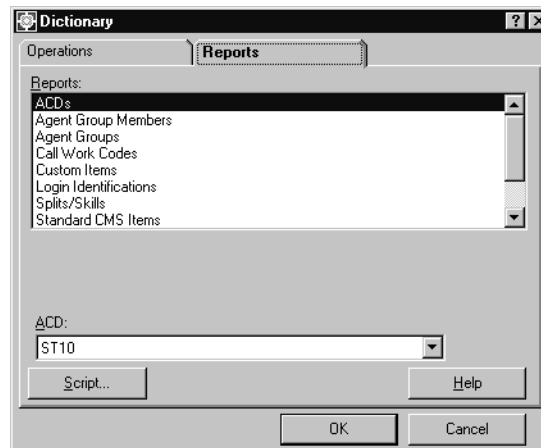 Dictionary
Operations
Reports
Reports:
ACDs
Agent Group Members
Agent Groups
Call Work Codes
Custom Items
Login Identifications
Splits/Skills
Standard CMS Items
ACD:
ST10
Script...
Help
OK
Cancel